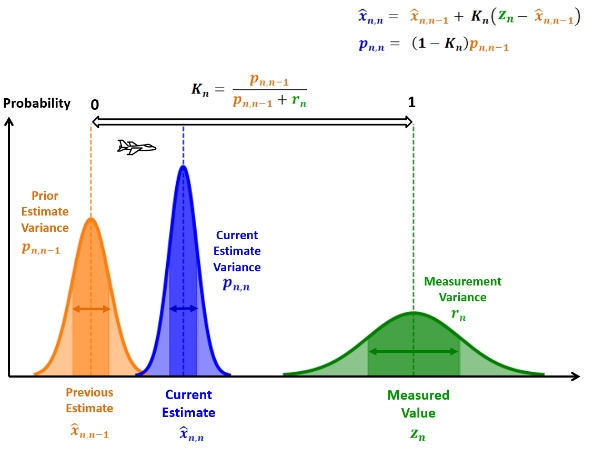 x̂n,n = x̂n,n−1 + Kn(zn − x̂n,n−1)
pn,n = (1 − Kn)pn,n−1
Kn = pn,n−1 / (pn,n−1 + rn)
Probability
0
1
Prior
Estimate
Variance
pn,n−1
Current
Estimate
Variance
pn,n
Measurement
Variance
rn
Previous
Estimate
x̂n,n−1
Current
Estimate
x̂n,n
Measured
Value
zn